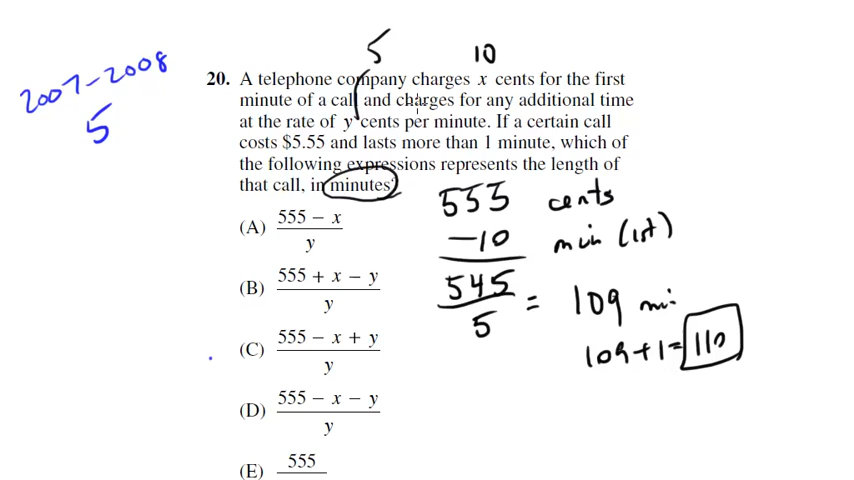 5 10
2007-2008
5
20. A telephone company charges x cents for the first
minute of a call and charges for any additional time
at the rate of y cents per minute. If a certain call
costs $5.55 and lasts more than 1 minute, which of
the following expressions represents the length of
that call, in minutes?
(A) 555 − x
y
(B) 555 + x − y
y
(C) 555 − x + y
y
(D) 555 − x − y
y
(E) 555
555 cents
−10 min (1st)
545
5 = 109 min
109+1= 110